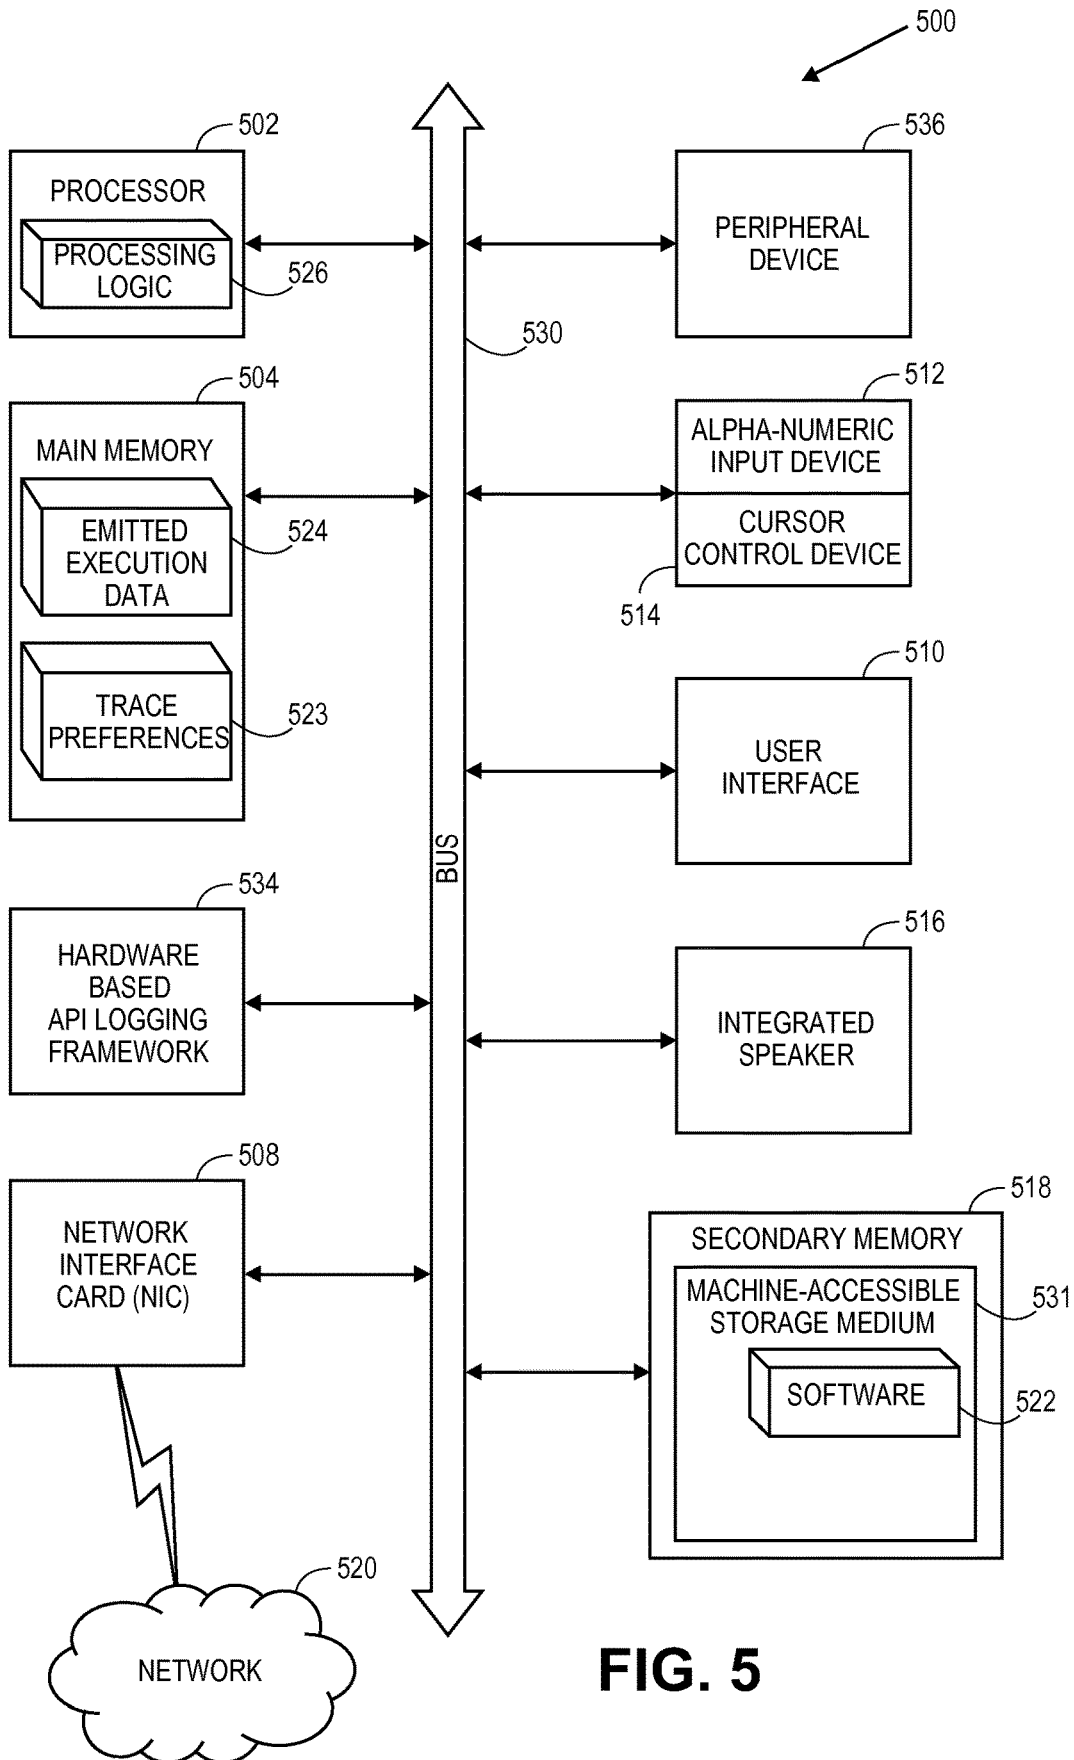 500
502
PROCESSOR
PROCESSING
LOGIC
526
504
MAIN MEMORY
EMITTED
EXECUTION
DATA
524
TRACE
PREFERENCES
523
534
HARDWARE
BASED
API LOGGING
FRAMEWORK
508
NETWORK
INTERFACE
CARD (NIC)
520
NETWORK
BUS
530
536
PERIPHERAL
DEVICE
512
ALPHA-NUMERIC
INPUT DEVICE
CURSOR
CONTROL DEVICE
514
510
USER
INTERFACE
516
INTEGRATED
SPEAKER
518
SECONDARY MEMORY
MACHINE-ACCESSIBLE
STORAGE MEDIUM
531
SOFTWARE
522
FIG. 5